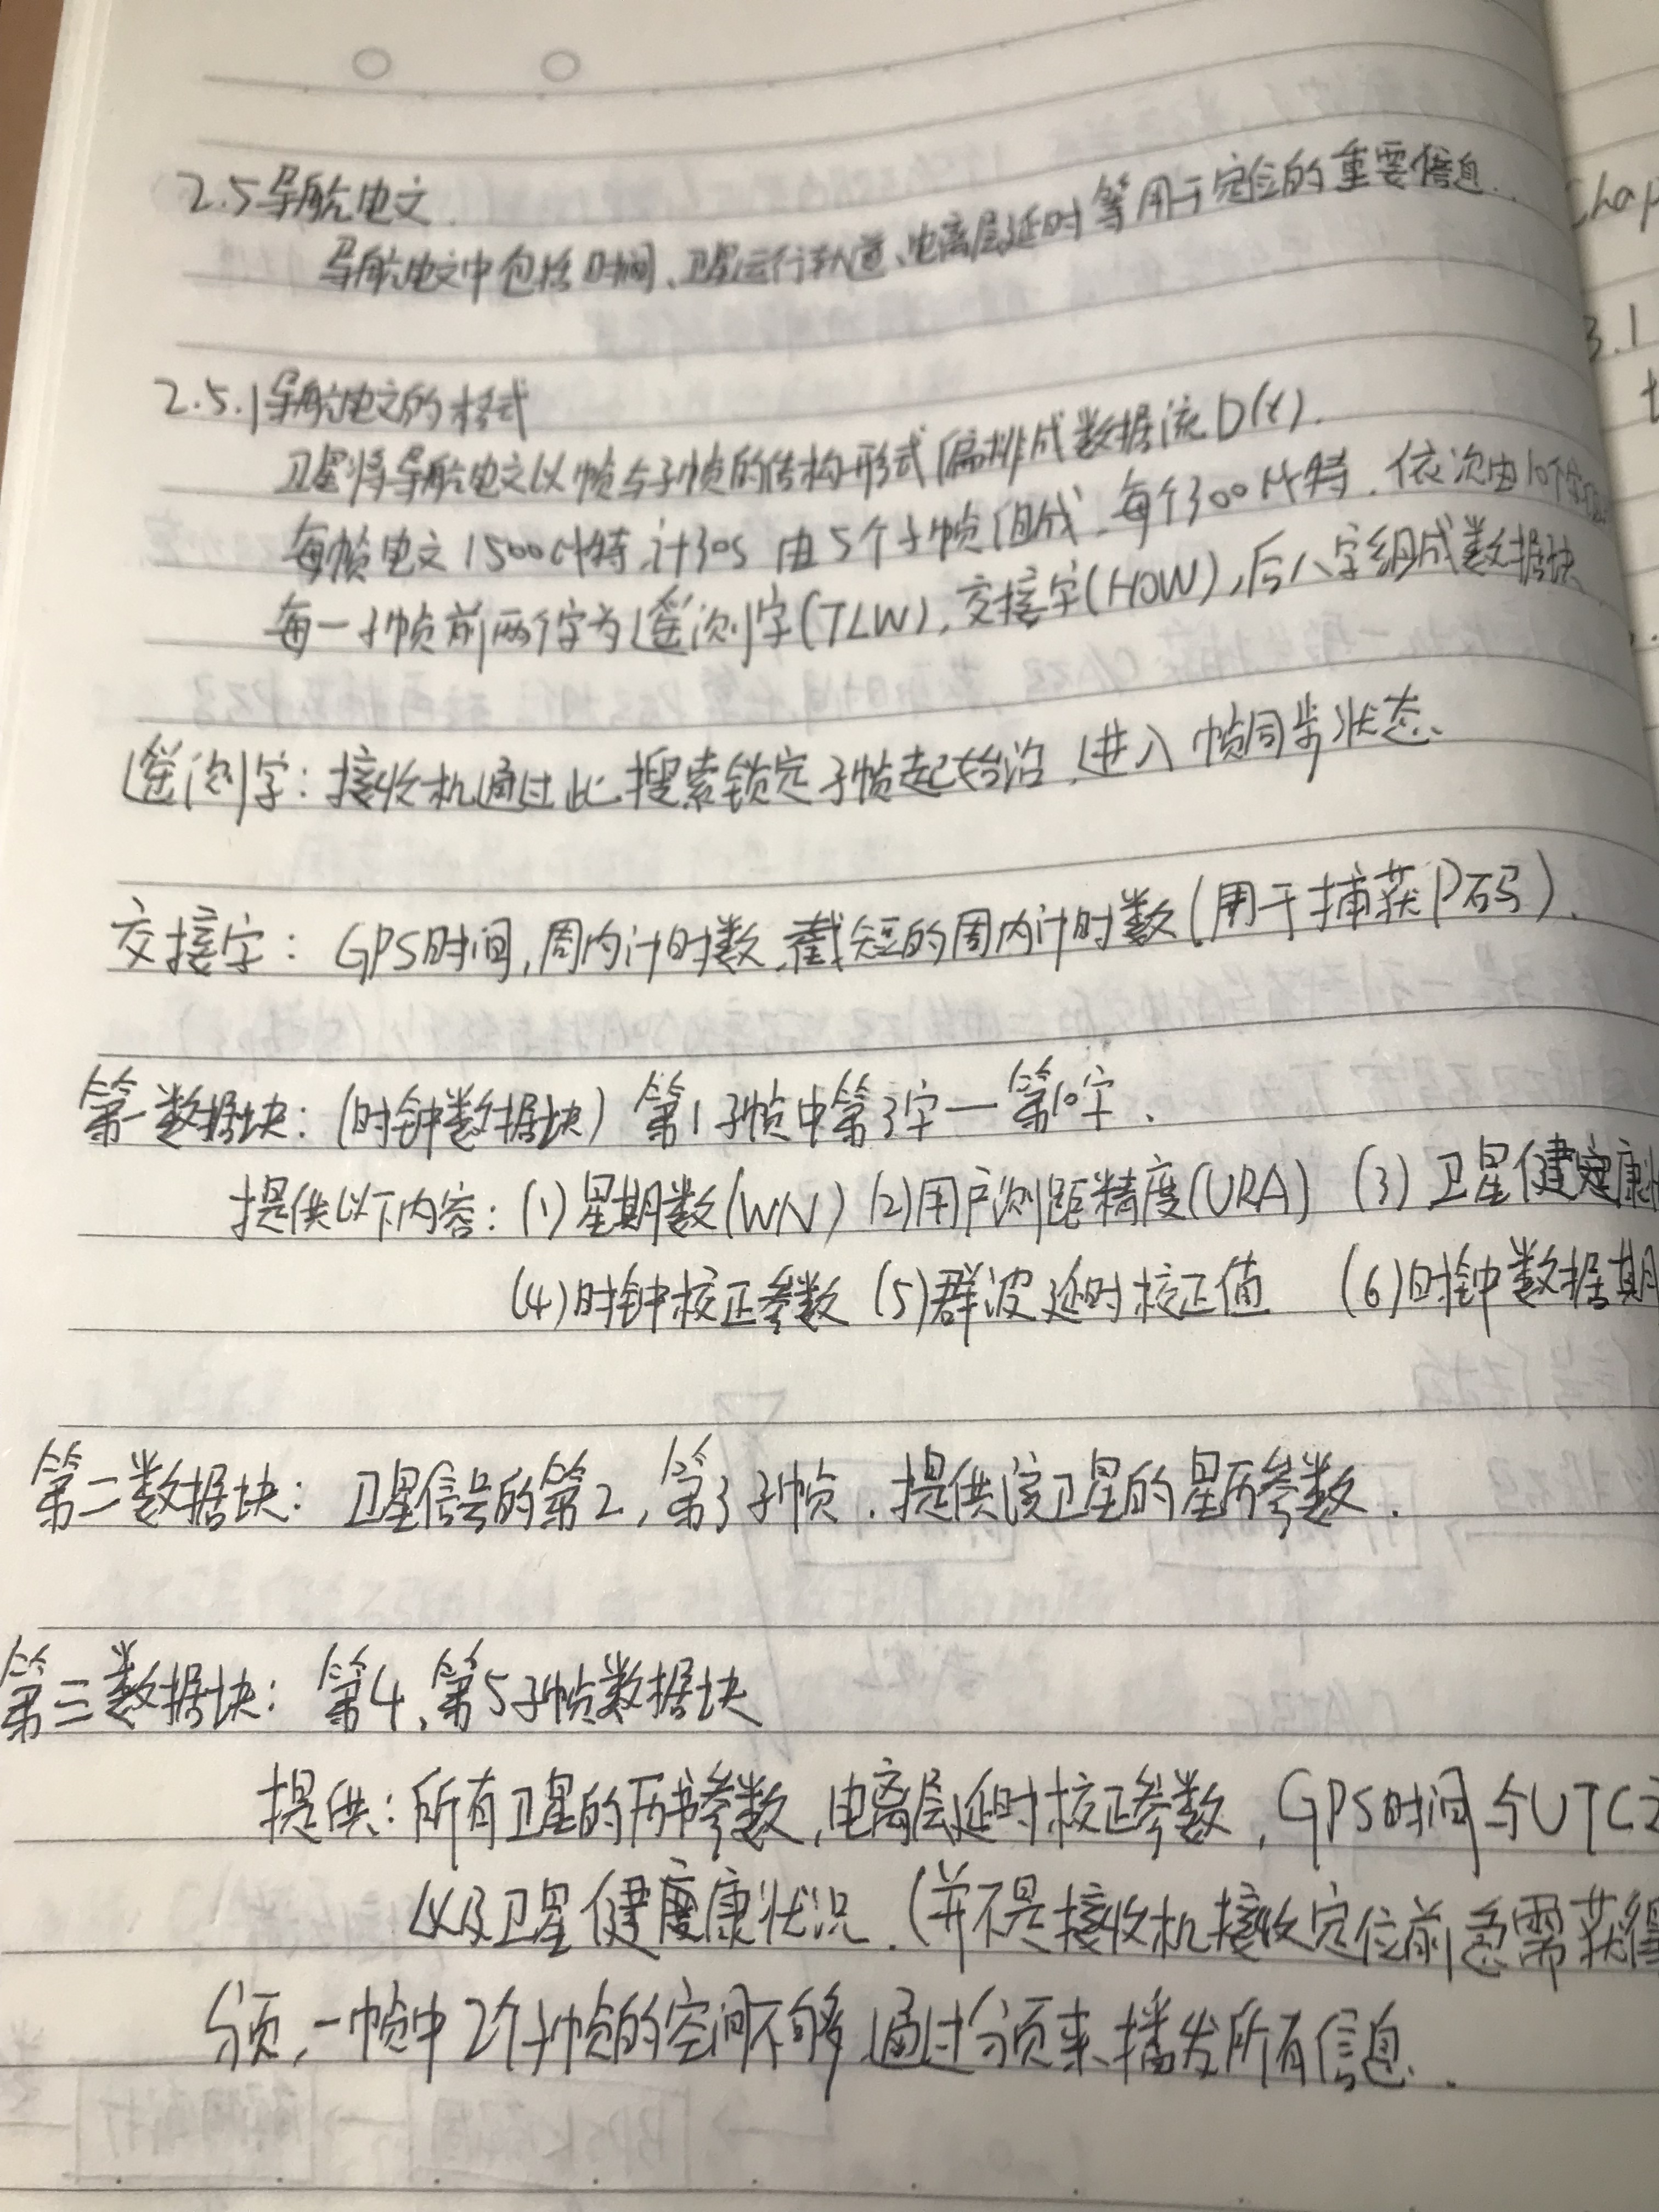 2.5 导航电文.
导航电文中包括时间、卫星运行轨道、电离层延时等用于定位的重要信息.
Chap
3.1
2.5.1 导航电文的格式
卫星将导航电文以帧与子帧的结构形式编排成数据流D(t).
每帧电文1500比特,计30s 由5个子帧组成.每个300比特.依次由10个字
每一子帧前两个字为遥测字(TLW),交接字(HOW),后八字组成数据块
遥测字:接收机通过此搜索锁定子帧起始沿,进入帧同步状态.
交接字: GPS时间,周内计时数,截短的周内计时数(用于捕获P码).
第一数据块:(时钟数据块) 第1子帧中第3字—第10字.
提供以下内容:(1)星期数(WN) (2)用户测距精度(URA) (3)卫星健康
(4)时钟校正参数 (5)群波延时校正值 (6)时钟数据期
第二数据块: 卫星信号的第2,第3子帧.提供该卫星的星历参数.
第三数据块: 第4、第5子帧数据块
提供:所有卫星的历书参数,电离层延时校正参数,GPS时间与UTC
以及卫星健康状况.(并不是接收机接收定位前急需获得
分页,一帧中2个子帧的空间不够,通过分页来播发所有信息.